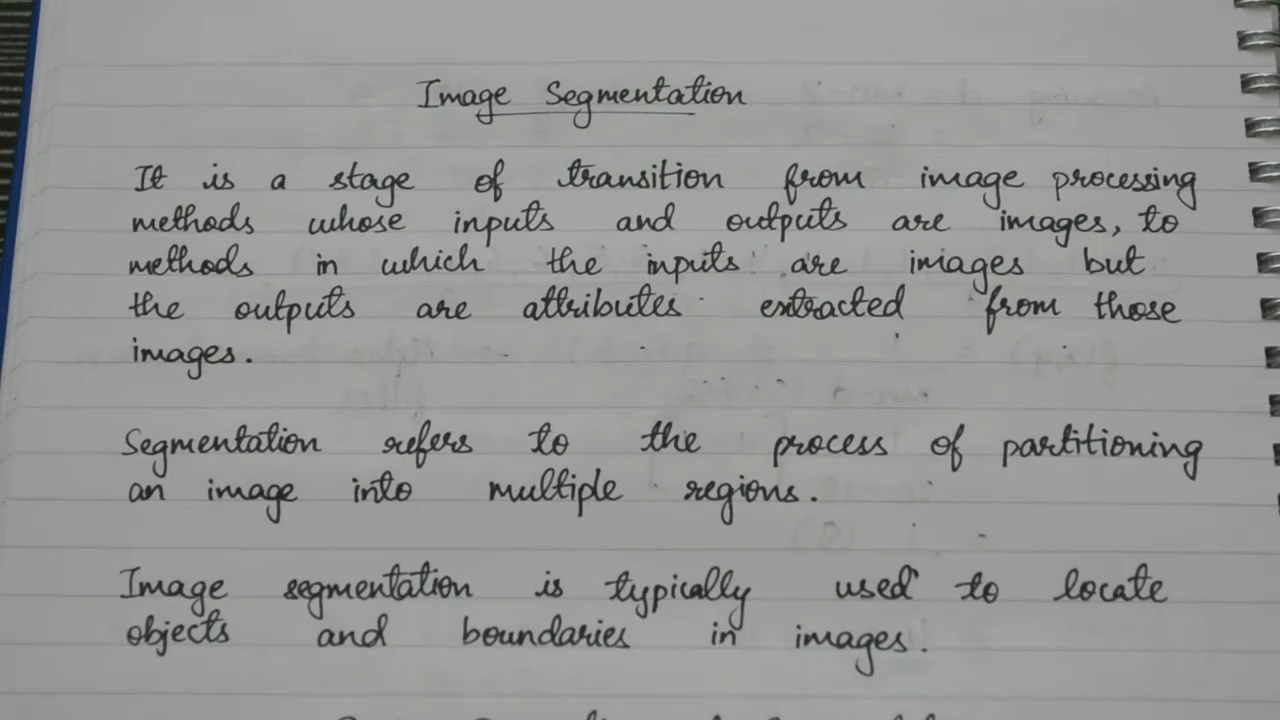 Image Segmentation
It is a stage of transition from image processing
methods whose inputs and outputs are images, to
methods in which the inputs are images but
the outputs are attributes extracted from those
images.
Segmentation refers to the process of partitioning
an image into multiple regions.
Image segmentation is typically used to locate
objects and boundaries in images.